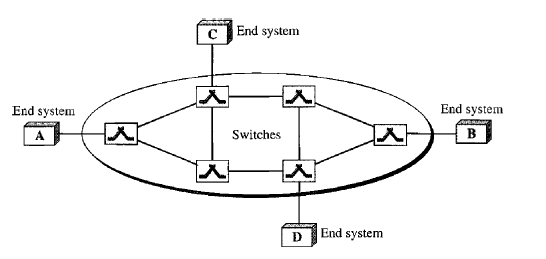 C
End system
End system
A
Switches
End system
B
D
End system